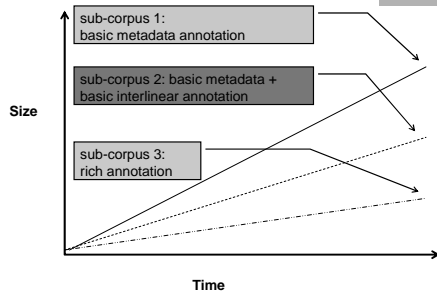 sub-corpus 1:
basic metadata annotation
sub-corpus 2: basic metadata +
basic interlinear annotation
Size
sub-corpus 3:
rich annotation
Time